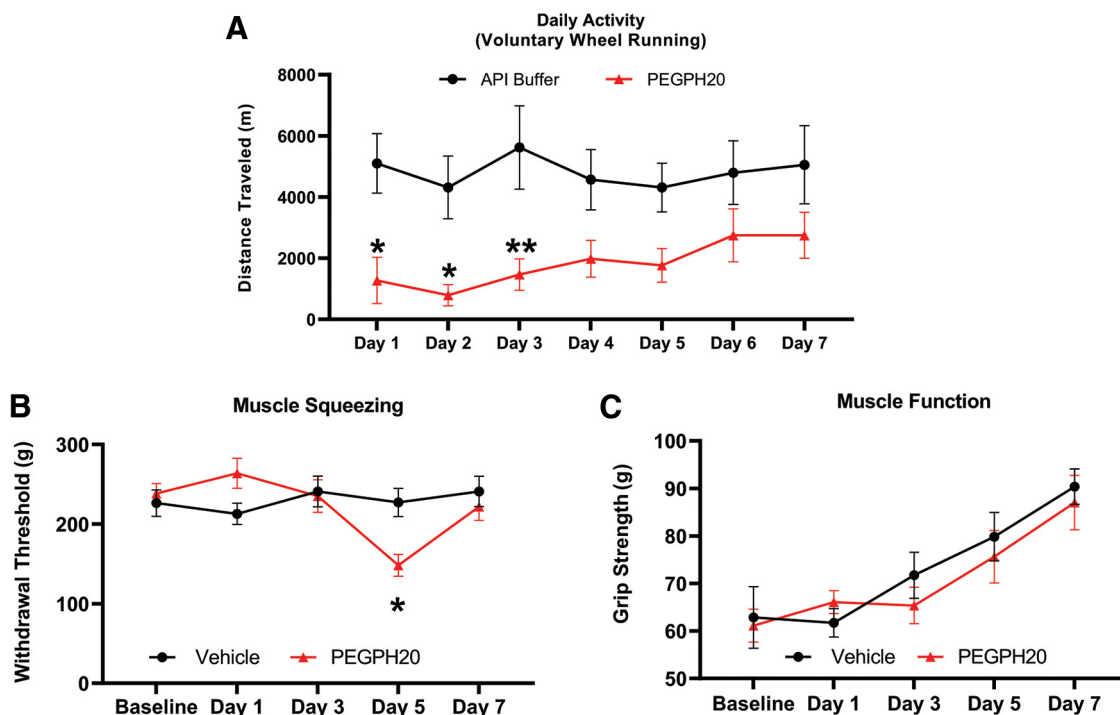 A
Daily Activity
(Voluntary Wheel Running)
8000
6000
4000
2000
0
Distance Traveled (m)
API Buffer
PEGPH20
*
*
**
Day 1
Day 2
Day 3
Day 4
Day 5
Day 6
Day 7
B
Muscle Squeezing
300
200
100
0
Withdrawal Threshold (g)
*
Vehicle
PEGPH20
Baseline
Day 1
Day 3
Day 5
Day 7
C
Muscle Function
100
90
80
70
60
50
Grip Strength (g)
Vehicle
PEGPH20
Baseline
Day 1
Day 3
Day 5
Day 7